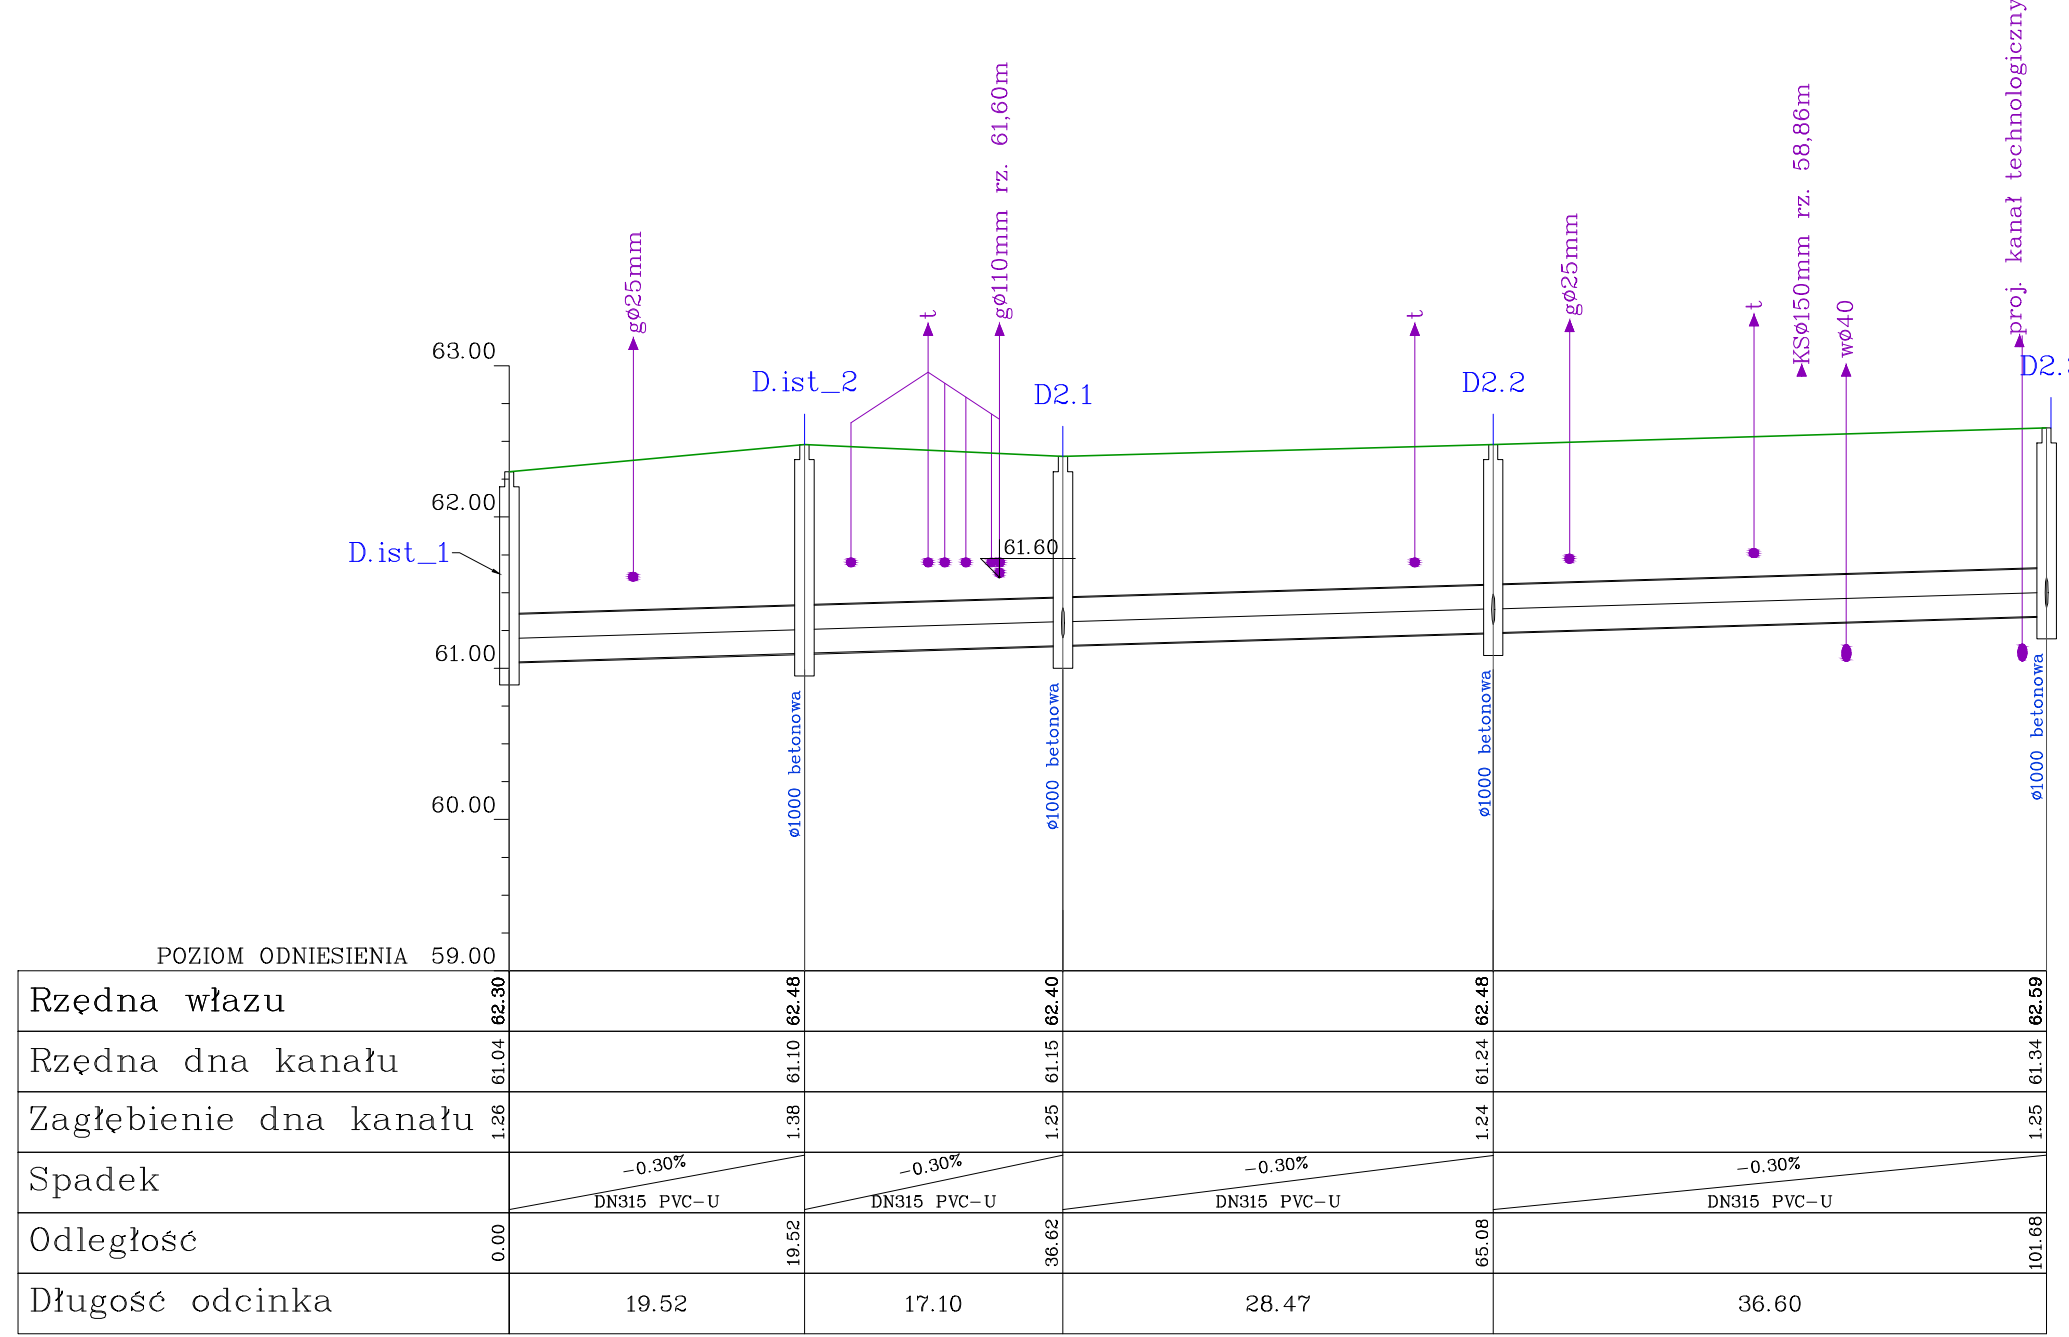 proj. kanał technologiczny
gø110mm rz. 61,60m
KSø150mm rz. 58,86m
gø25mm
gø25mm
t
t
t
wø40
63.00
D.ist_2
D2.1
D2.2
62.00
D.ist_1
61.60
61.00
ø1000 betonowa
ø1000 betonowa
ø1000 betonowa
ø1000 betonowa
60.00
POZIOM ODNIESIENIA 59.00
Rzędna włazu 62.30 62.48 62.40 62.48 62.59
Rzędna dna kanału 61.04 61.10 61.15 61.24 61.34
Zagłębienie dna kanału 1.26 1.38 1.25 1.24 1.25
Spadek -0.30% -0.30% -0.30% -0.30%
DN315 PVC-U DN315 PVC-U DN315 PVC-U DN315 PVC-U
Odległość 0.00 19.52 36.62 65.08 101.68
Długość odcinka 19.52 17.10 28.47 36.60